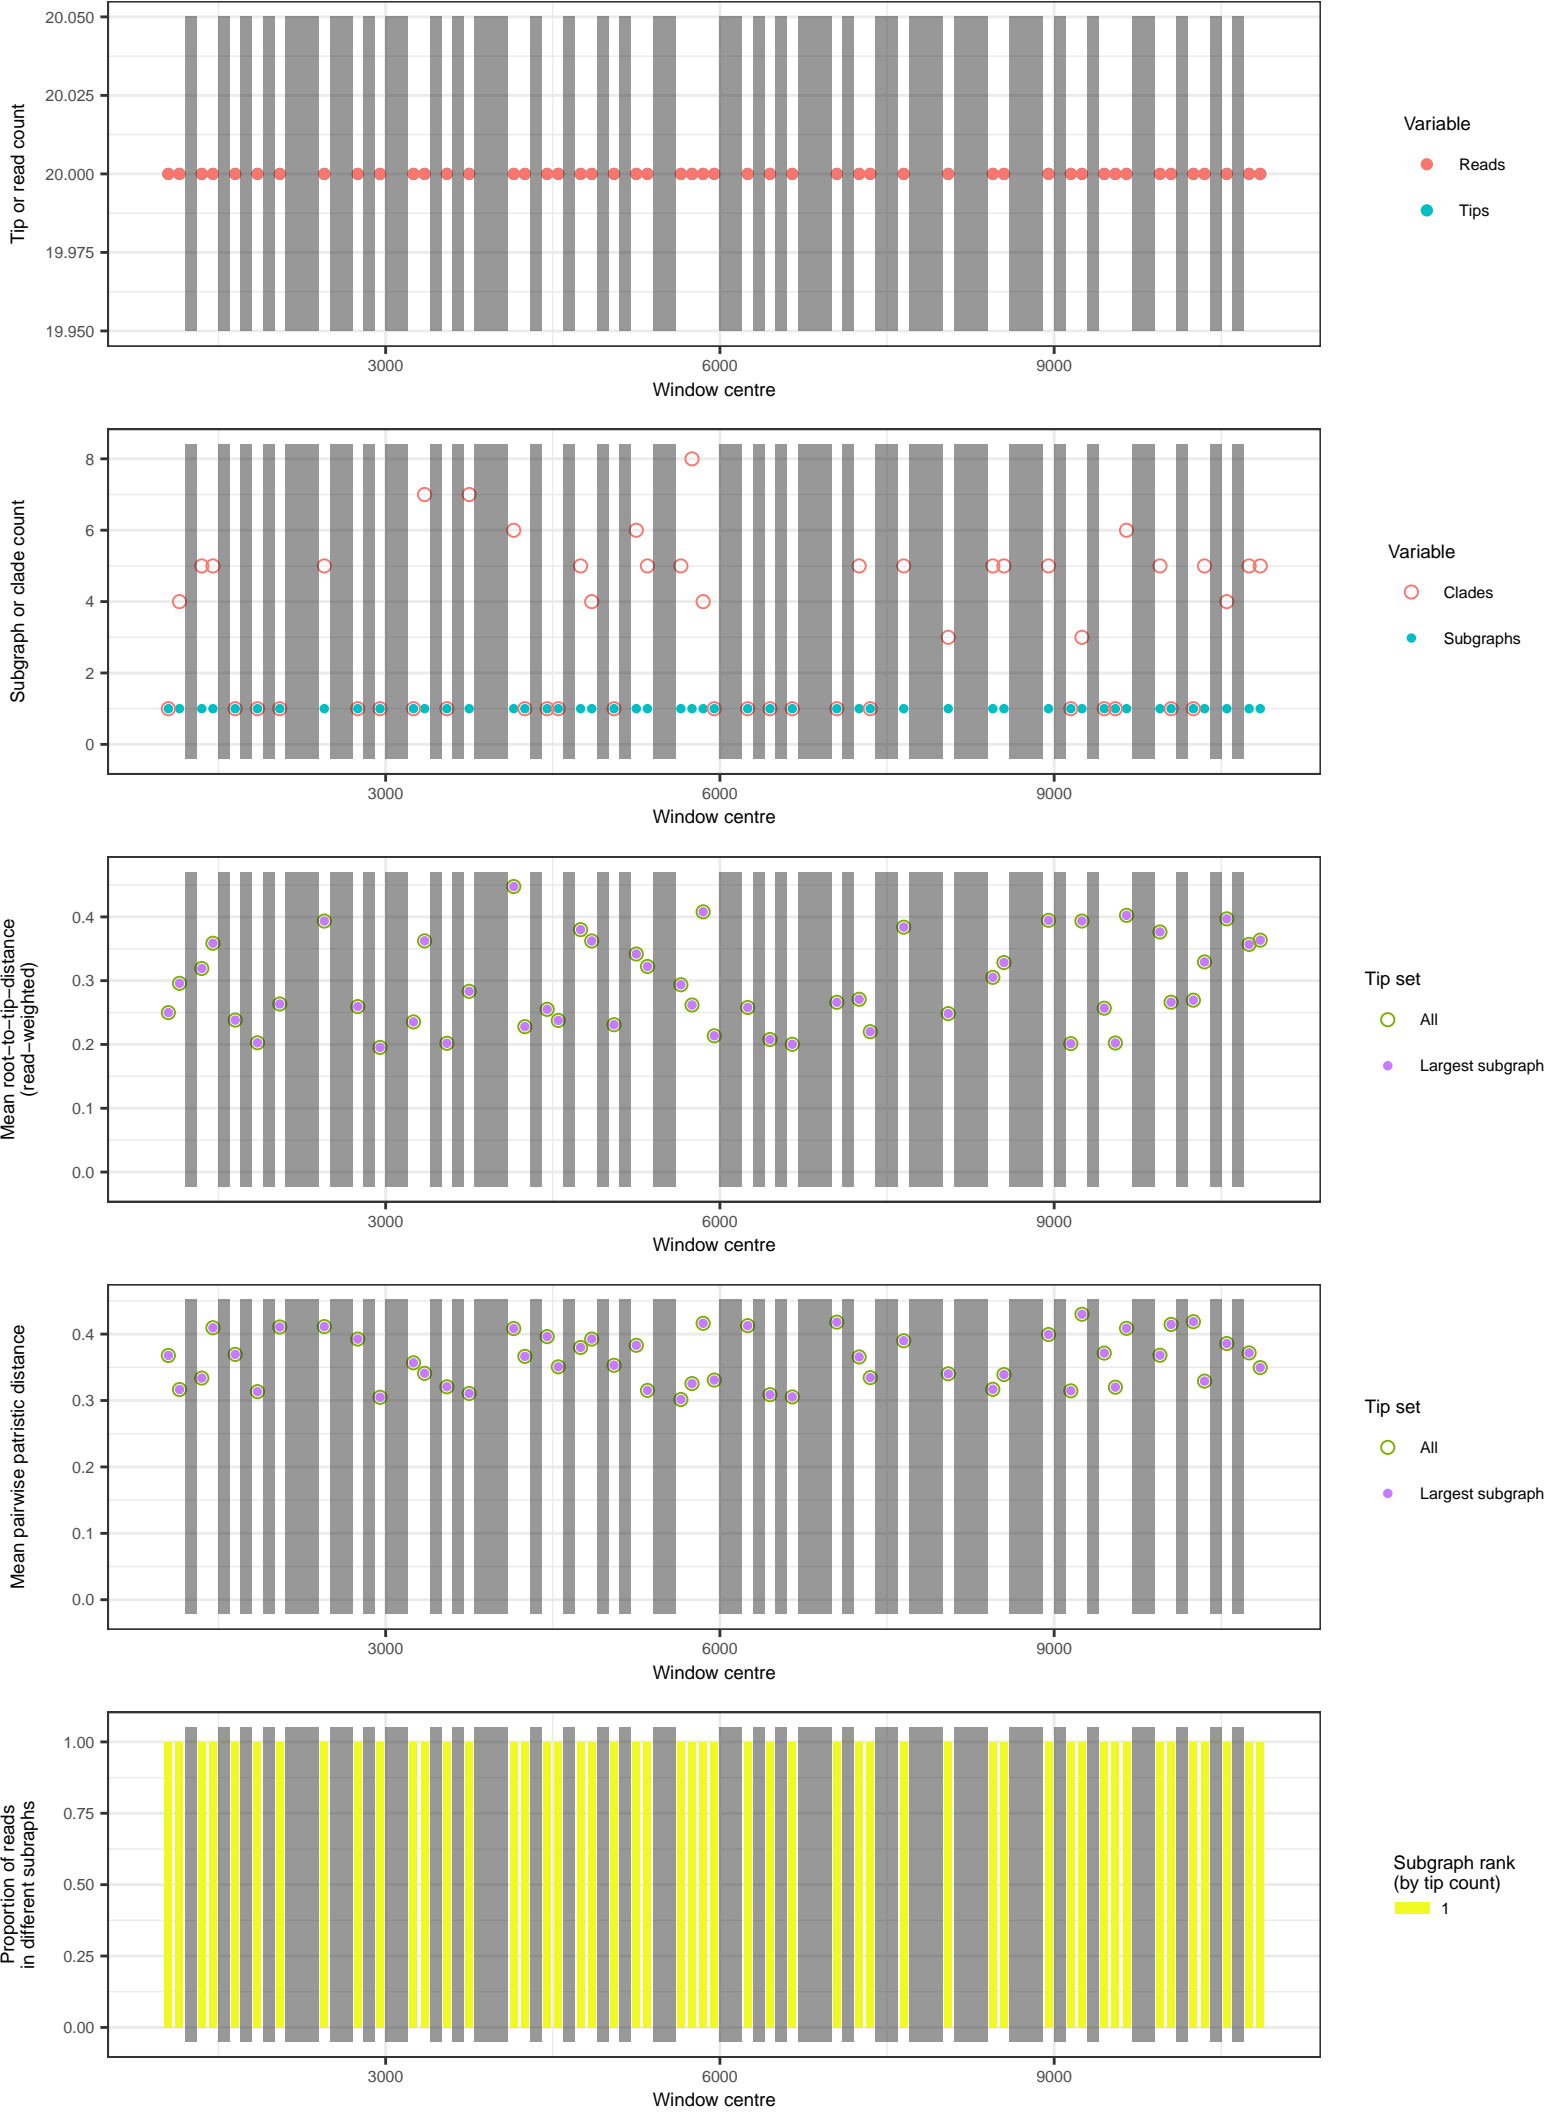 20.050
20.025
20.000
19.975
19.950
Tip or read count
3000
6000
9000
Window centre
Variable
Reads
Tips
8
6
4
2
0
Subgraph or clade count
3000
6000
9000
Window centre
Variable
Clades
Subgraphs
0.4
0.3
0.2
0.1
0.0
Mean root−to−tip−distance
(read−weighted)
3000
6000
9000
Window centre
Tip set
All
Largest subgraph
0.4
0.3
0.2
0.1
0.0
Mean pairwise patristic distance
3000
6000
9000
Window centre
Tip set
All
Largest subgraph
1.00
0.75
0.50
0.25
0.00
Proportion of reads
in different subraphs
3000
6000
9000
Window centre
Subgraph rank
(by tip count)
1